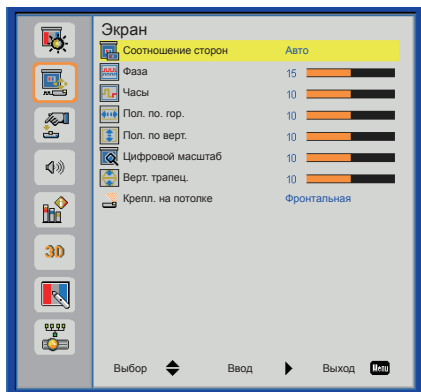 Экран
Соотношение сторон Авто
Фаза 15
Часы 10
Пол. по. гор. 10
Пол. по верт. 10
Цифровой масштаб 10
Верт. трапец. 10
Крепл. на потолке Фронтальная
3D
Выбор Ввод Выход Menu